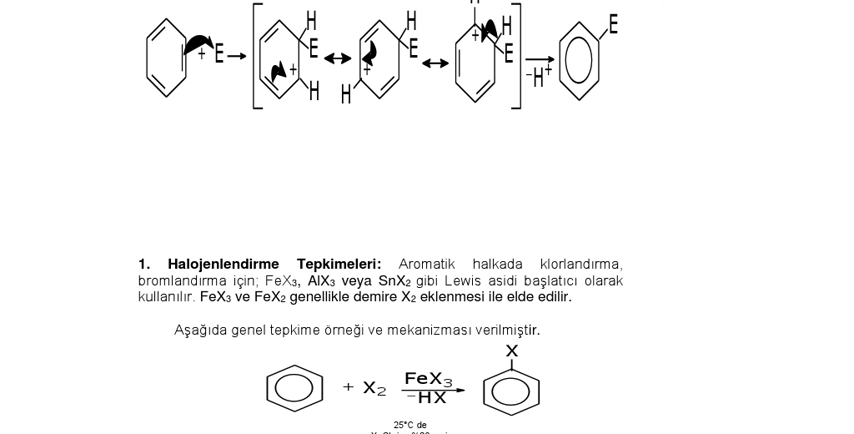 H H H
+ E → E ↔ E ↔ + E → E
+ + -H+
H H
1. Halojenlendirme Tepkimeleri: Aromatik halkada klorlandırma,
bromlandırma için; FeX₃, AlX₃ veya SnX₂ gibi Lewis asidi başlatıcı olarak
kullanılır. FeX₃ ve FeX₂ genellikle demire X₂ eklenmesi ile elde edilir.
Aşağıda genel tepkime örneği ve mekanizması verilmiştir.
X
+ X₂ FeX₃
-HX
25°C de